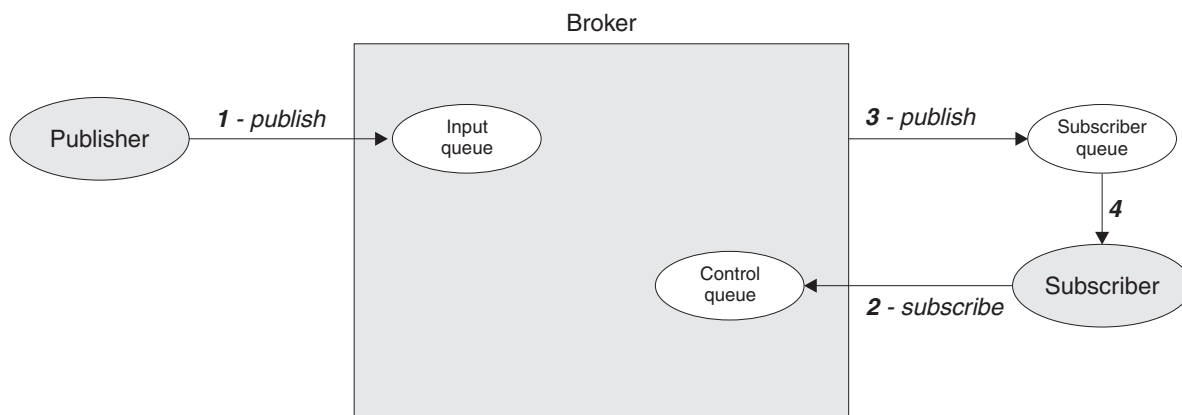 Broker
Publisher
1 - publish
Input
queue
3 - publish
Subscriber
queue
4
Control
queue
2 - subscribe
Subscriber